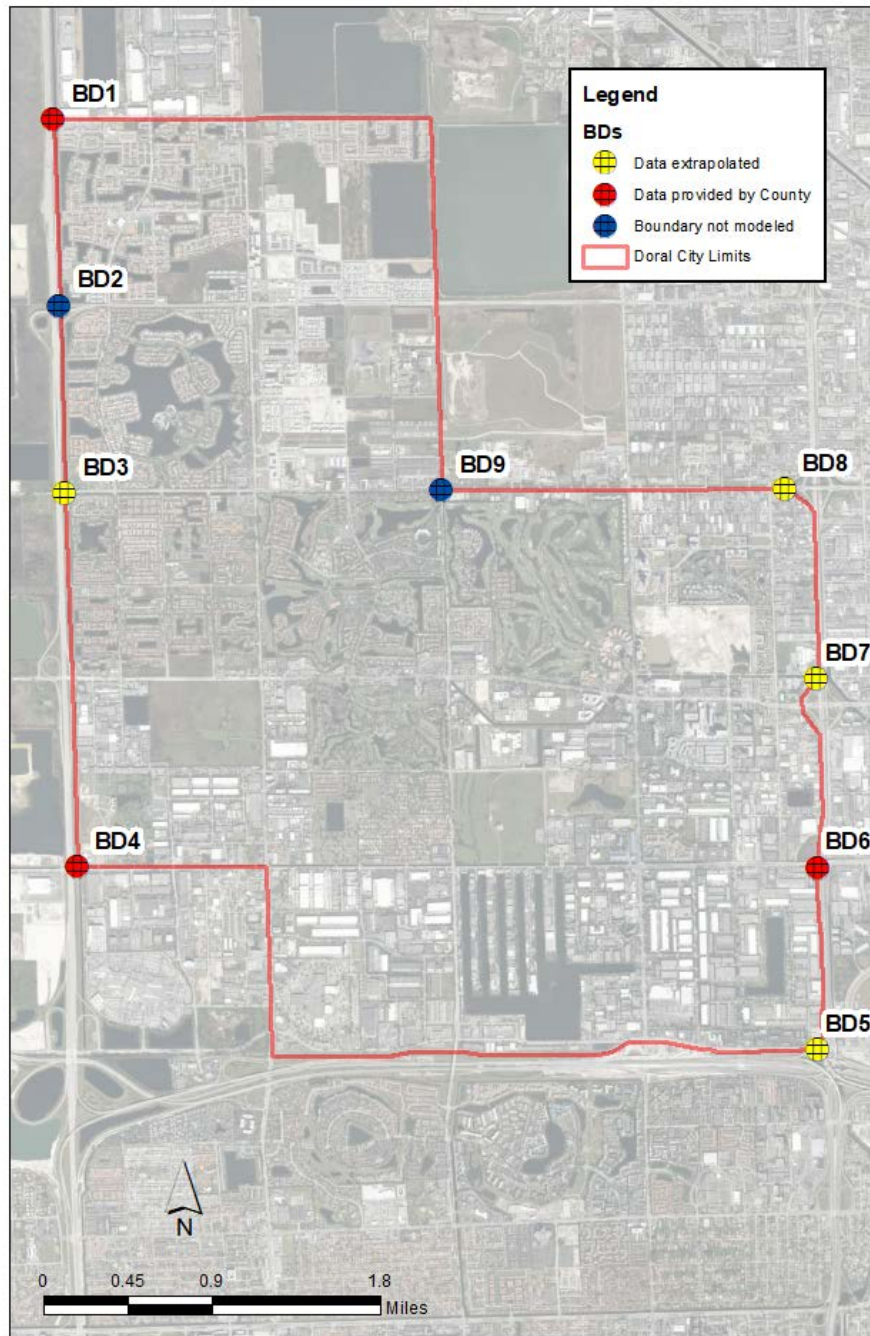 BD1
Legend
BDs
Data extrapolated
Data provided by County
Boundary not modeled
Doral City Limits
BD2
BD3
BD9
BD8
BD7
BD4
BD6
BD5
N
0 0.45 0.9 1.8
Miles